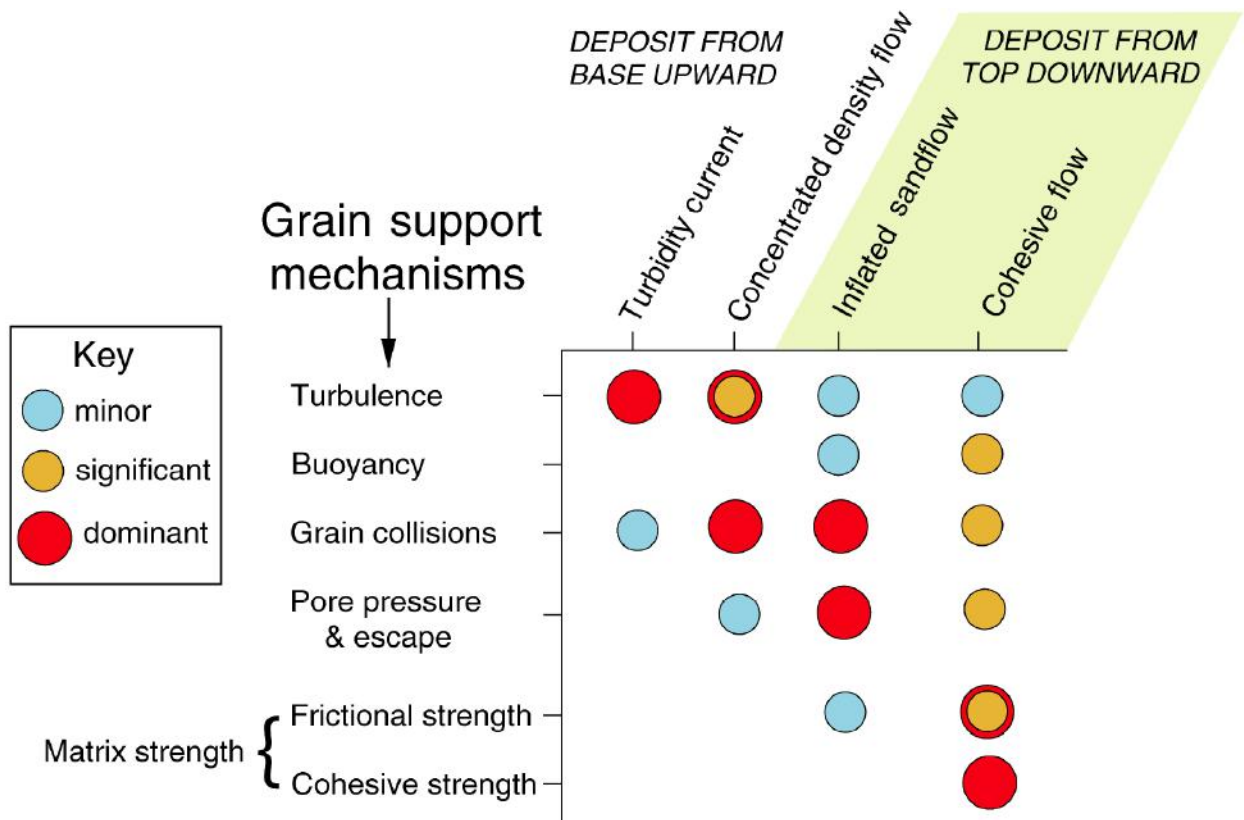 DEPOSIT FROM
BASE UPWARD
DEPOSIT FROM
TOP DOWNWARD
Turbidity current
Concentrated density flow
Inflated sandflow
Cohesive flow
Grain support
mechanisms
Key
minor
significant
dominant
Turbulence
Buoyancy
Grain collisions
Pore pressure
& escape
Matrix strength {
Frictional strength
Cohesive strength